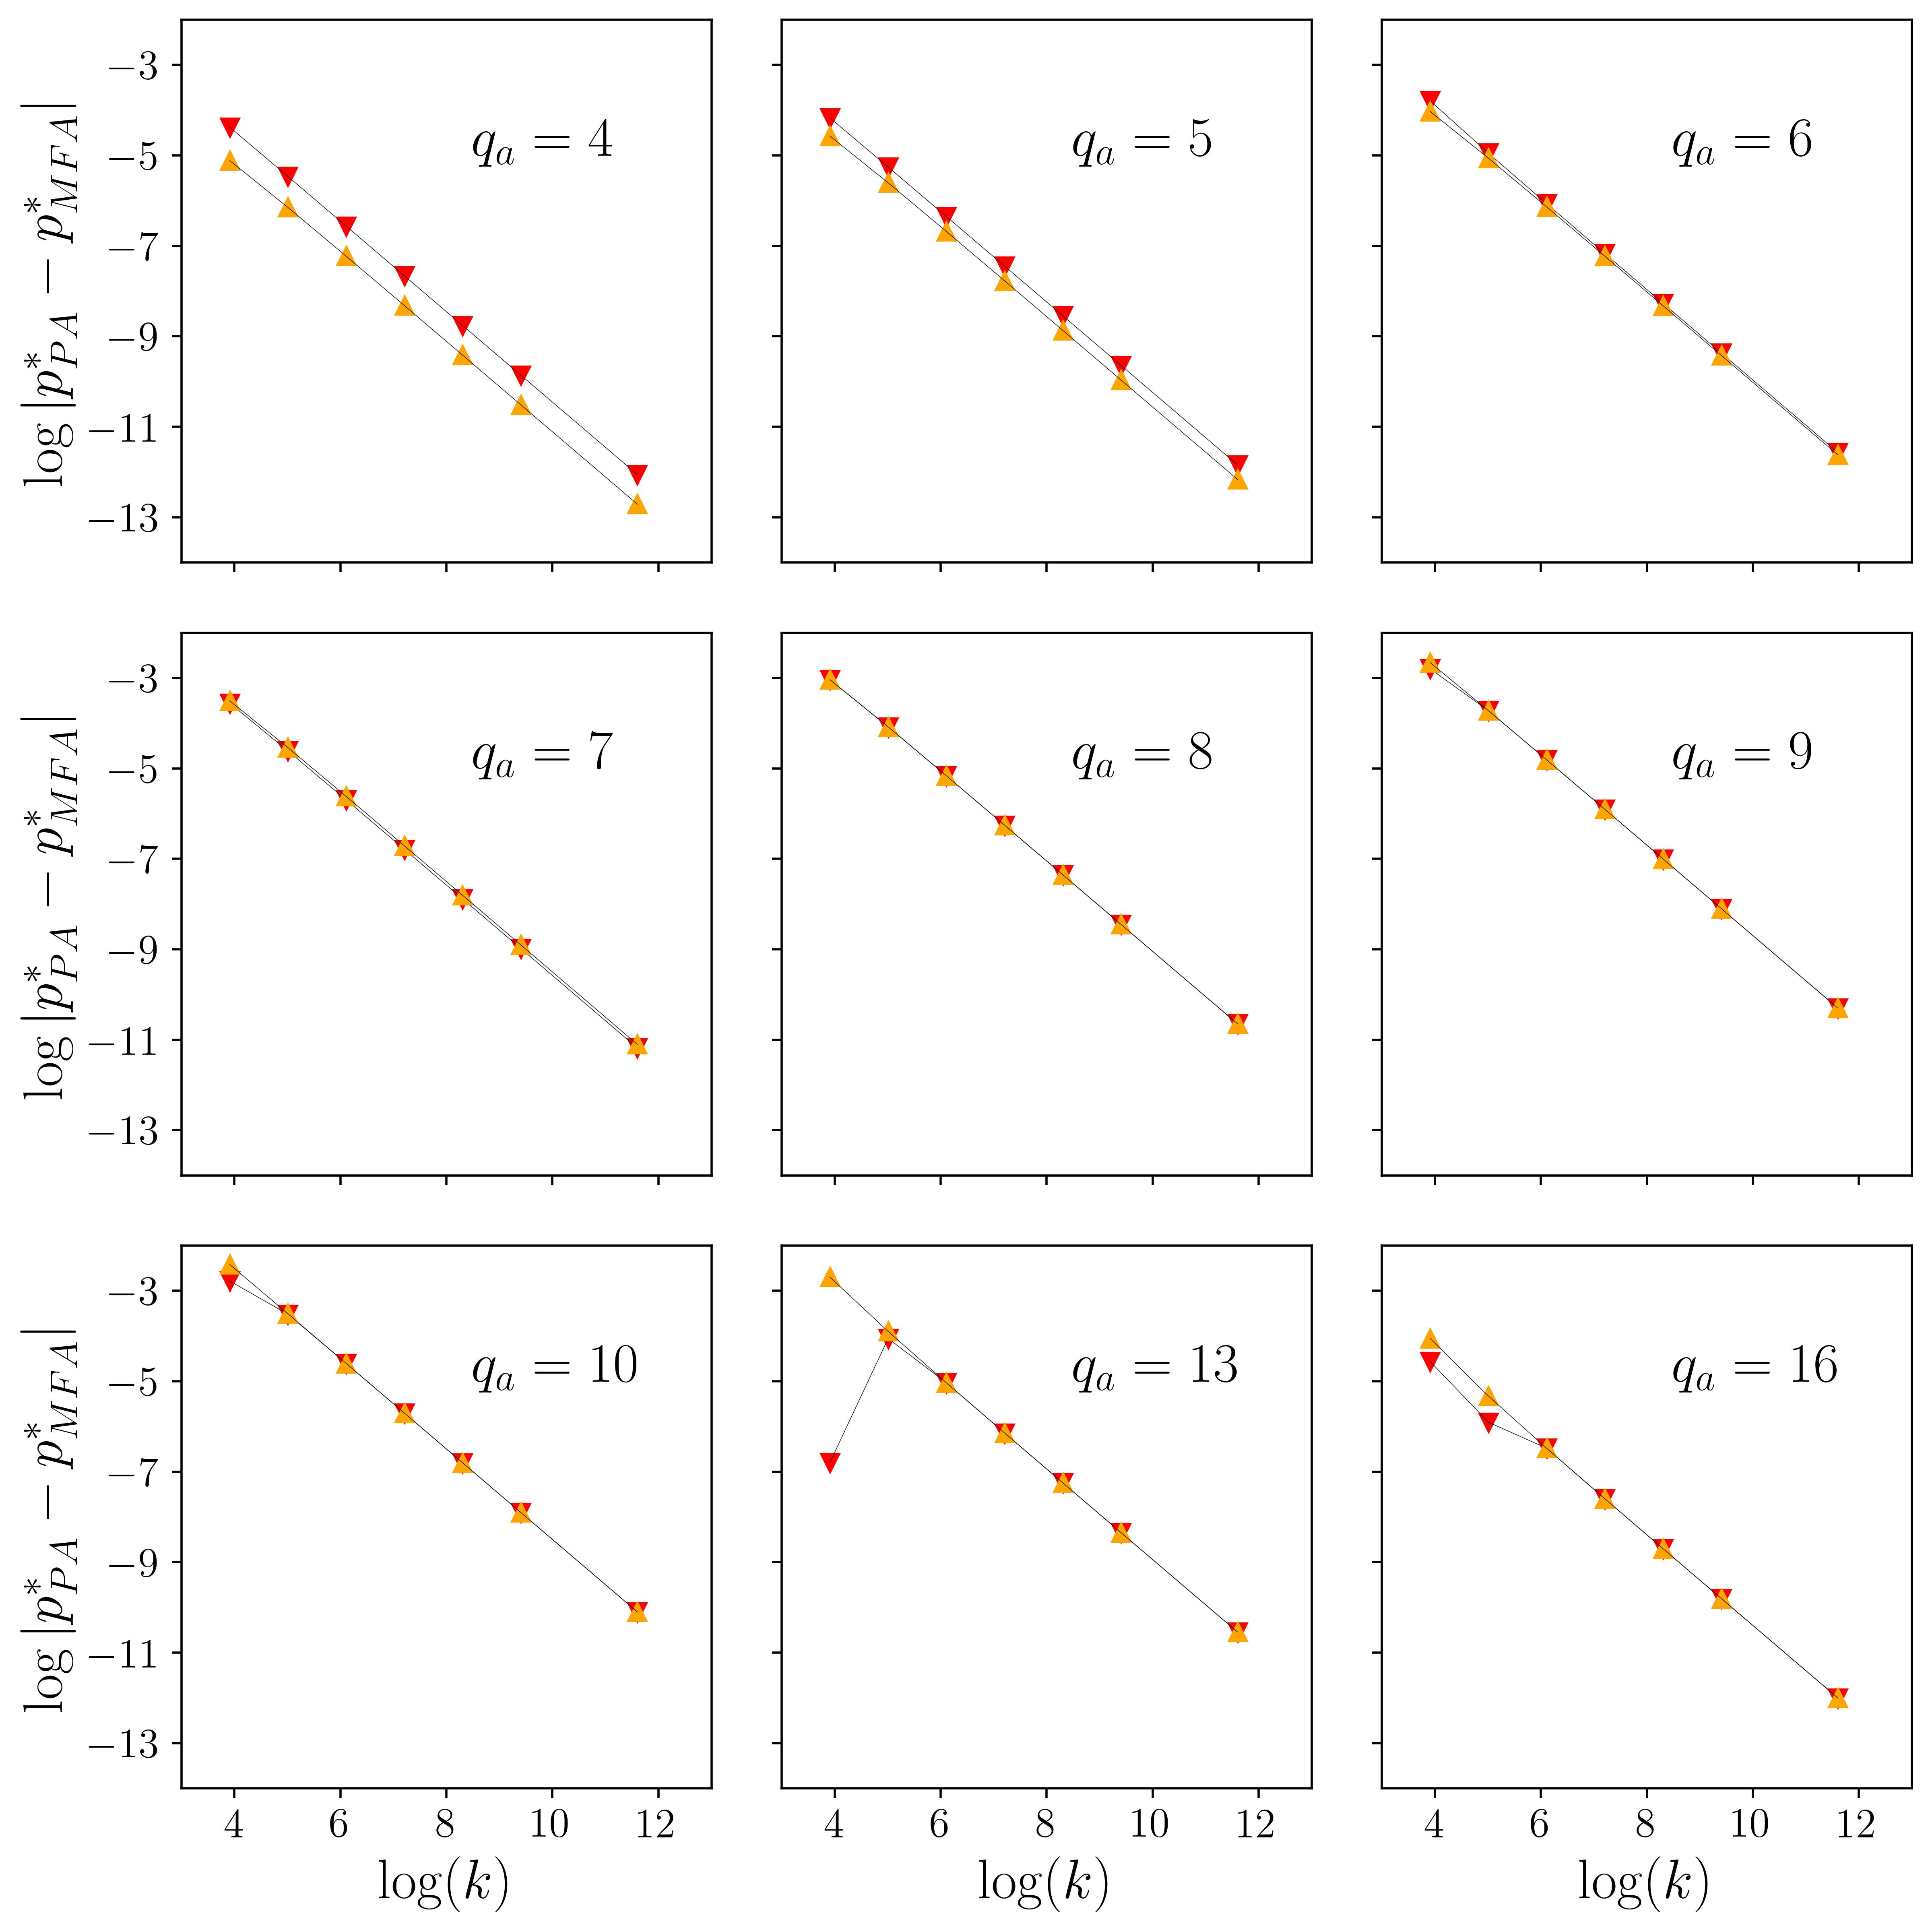 log |p*_PA − p*_MFA|
−3
−5
−7
−9
−11
−13
q_a = 4
q_a = 5
q_a = 6
log |p*_PA − p*_MFA|
−3
−5
−7
−9
−11
−13
q_a = 7
q_a = 8
q_a = 9
log |p*_PA − p*_MFA|
−3
−5
−7
−9
−11
−13
q_a = 10
q_a = 13
q_a = 16
4 6 8 10 12
4 6 8 10 12
4 6 8 10 12
log(k)
log(k)
log(k)